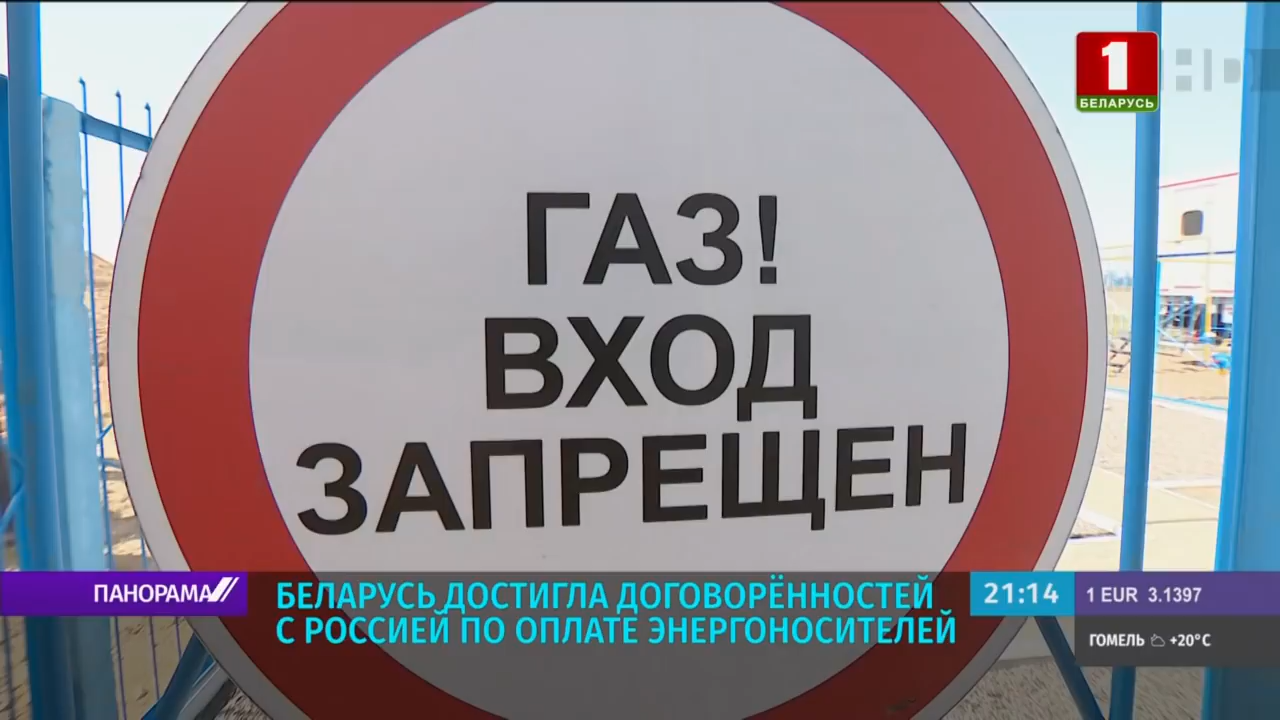 1
БЕЛАРУСЬ
HD
ГАЗ!
ВХОД
ЗАПРЕЩЕН
ПАНОРАМА
БЕЛАРУСЬ ДОСТИГЛА ДОГОВОРЁННОСТЕЙ
С РОССИЕЙ ПО ОПЛАТЕ ЭНЕРГОНОСИТЕЛЕЙ
21:14
1 EUR 3.1397
ГОМЕЛЬ +20°C